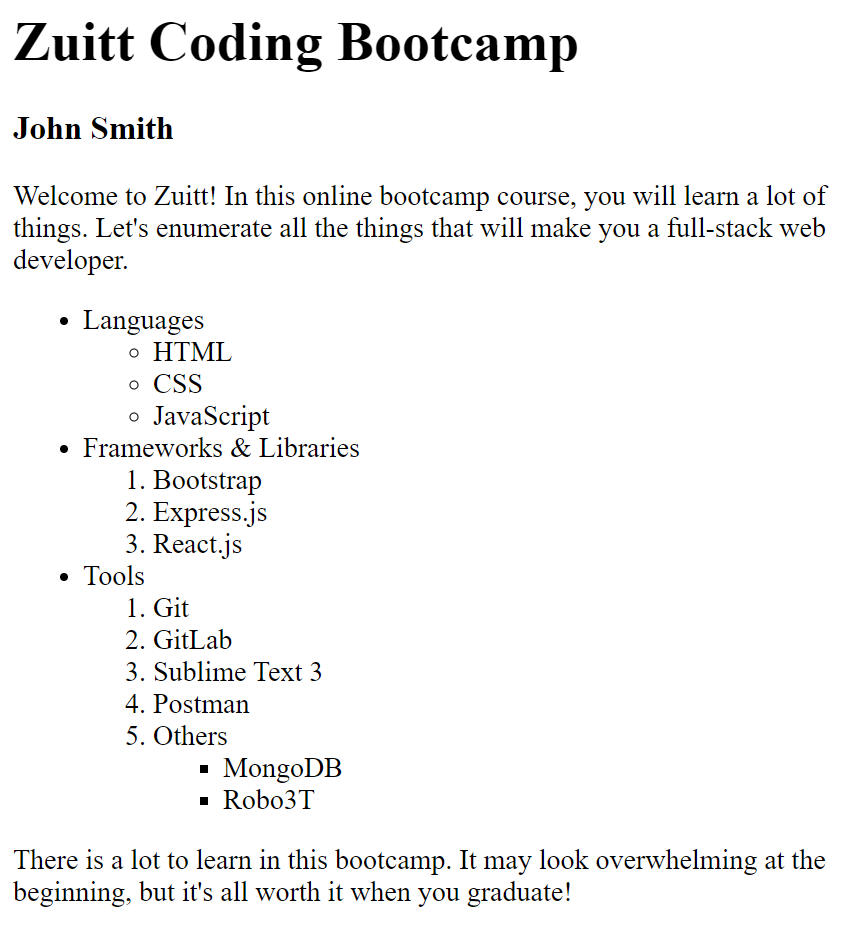 Zuitt Coding Bootcamp
John Smith
Welcome to Zuitt! In this online bootcamp course, you will learn a lot of
things. Let's enumerate all the things that will make you a full-stack web
developer.
• Languages
◦ HTML
◦ CSS
◦ JavaScript
• Frameworks & Libraries
1. Bootstrap
2. Express.js
3. React.js
• Tools
1. Git
2. GitLab
3. Sublime Text 3
4. Postman
5. Others
▪ MongoDB
▪ Robo3T
There is a lot to learn in this bootcamp. It may look overwhelming at the
beginning, but it's all worth it when you graduate!